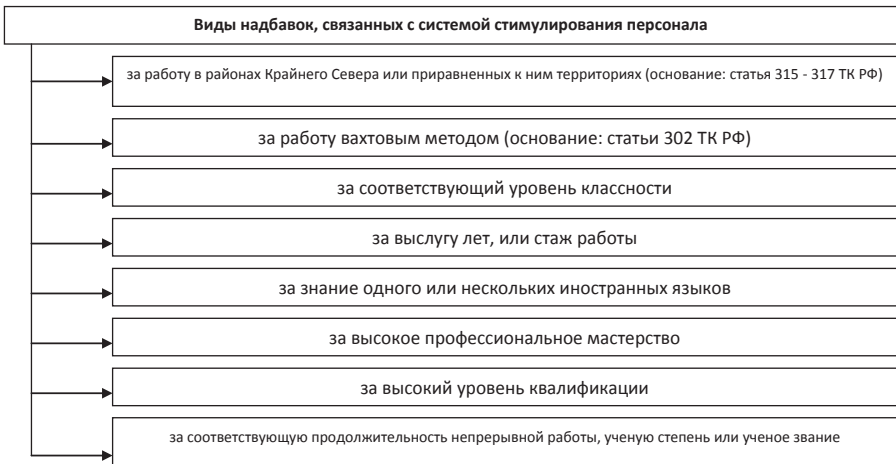 Виды надбавок, связанных с системой стимулирования персонала
за работу в районах Крайнего Севера или приравненных к ним территориях (основание: статья 315 - 317 ТК РФ)
за работу вахтовым методом (основание: статьи 302 ТК РФ)
за соответствующий уровень классности
за выслугу лет, или стаж работы
за знание одного или нескольких иностранных языков
за высокое профессиональное мастерство
за высокий уровень квалификации
за соответствующую продолжительность непрерывной работы, ученую степень или ученое звание